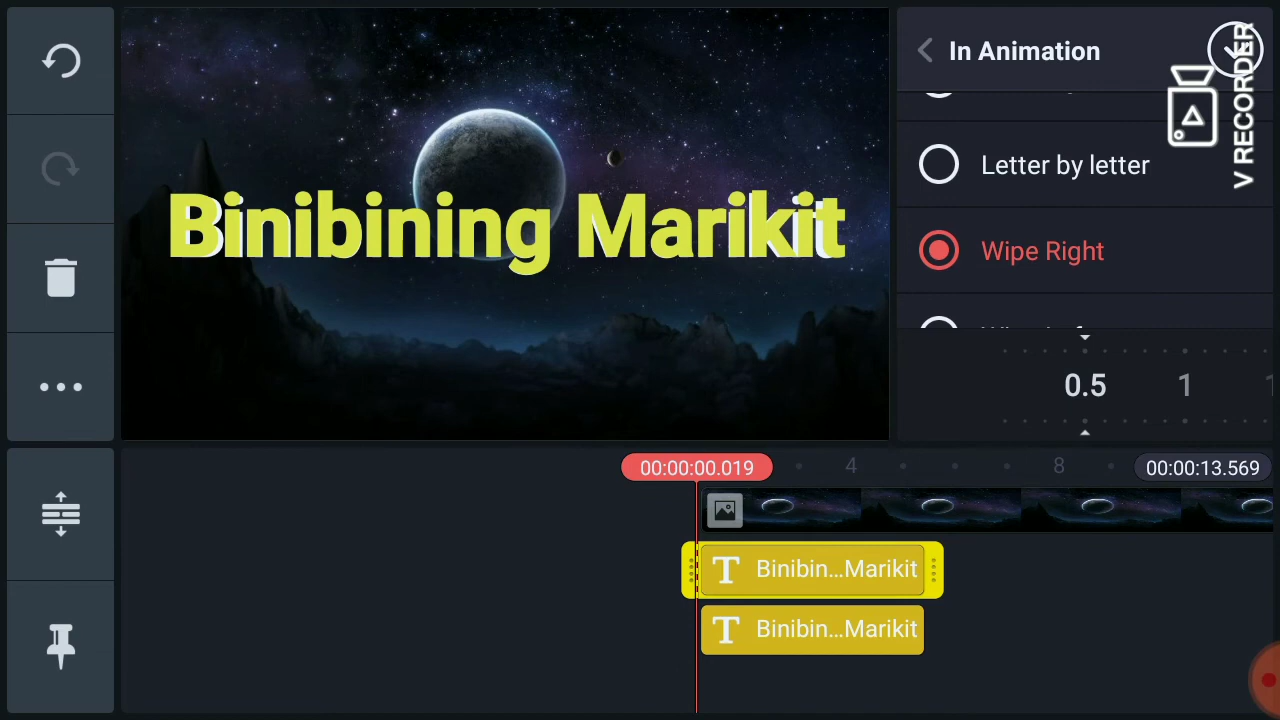 In Animation
V RECORDER
Letter by letter
Wipe Right
0.5 1
Binibining Marikit
00:00:00.019 4 8 00:00:13.569
T Binibin...Marikit
T Binibin...Marikit